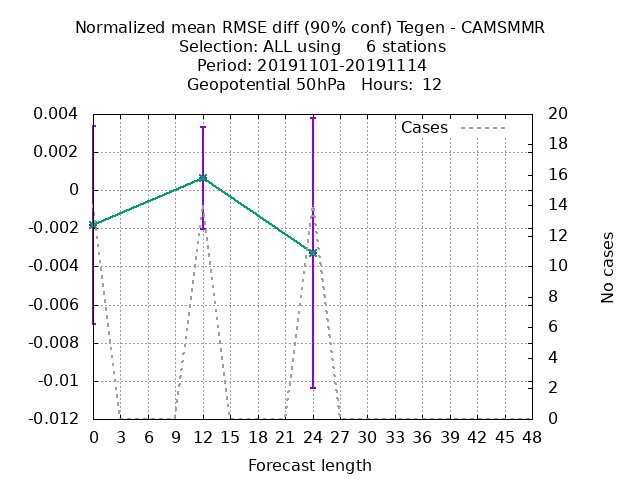 Normalized mean RMSE diff (90% conf) Tegen - CAMSMMR
Selection: ALL using     6 stations
Period: 20191101-20191114
Geopotential 50hPa   Hours:  12
0.004
0.002
0
-0.002
-0.004
-0.006
-0.008
-0.01
-0.012
Cases
20
18
16
14
12
10
8
6
4
2
0
No cases
0 3 6 9 12 15 18 21 24 27 30 33 36 39 42 45 48
Forecast length